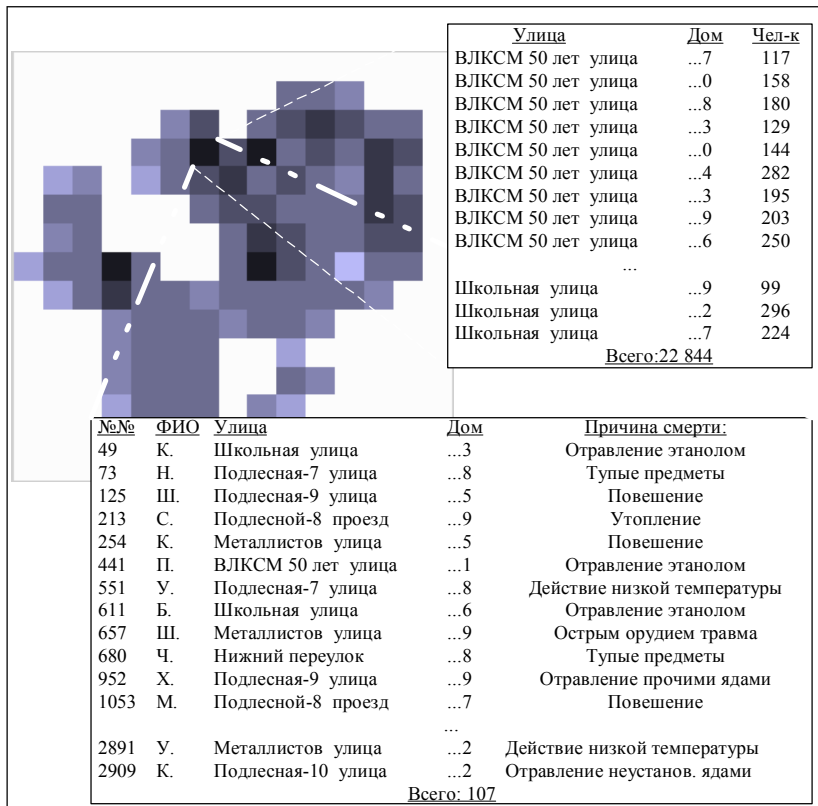 Улица Дом Чел-к
ВЛКСМ 50 лет улица ...7 117
ВЛКСМ 50 лет улица ...0 158
ВЛКСМ 50 лет улица ...8 180
ВЛКСМ 50 лет улица ...3 129
ВЛКСМ 50 лет улица ...0 144
ВЛКСМ 50 лет улица ...4 282
ВЛКСМ 50 лет улица ...3 195
ВЛКСМ 50 лет улица ...9 203
ВЛКСМ 50 лет улица ...6 250
...
Школьная улица ...9 99
Школьная улица ...2 296
Школьная улица ...7 224
Всего:22 844
№№ ФИО Улица Дом Причина смерти:
49 К. Школьная улица ...3 Отравление этанолом
73 Н. Подлесная-7 улица ...8 Тупые предметы
125 Ш. Подлесная-9 улица ...5 Повешение
213 С. Подлесной-8 проезд ...9 Утопление
254 К. Металлистов улица ...5 Повешение
441 П. ВЛКСМ 50 лет улица ...1 Отравление этанолом
551 У. Подлесная-7 улица ...8 Действие низкой температуры
611 Б. Школьная улица ...6 Отравление этанолом
657 Ш. Металлистов улица ...9 Острым орудием травма
680 Ч. Нижний переулок ...8 Тупые предметы
952 Х. Подлесная-9 улица ...9 Отравление прочими ядами
1053 М. Подлесной-8 проезд ...7 Повешение
...
2891 У. Металлистов улица ...2 Действие низкой температуры
2909 К. Подлесная-10 улица ...2 Отравление неустанов. ядами
Всего: 107